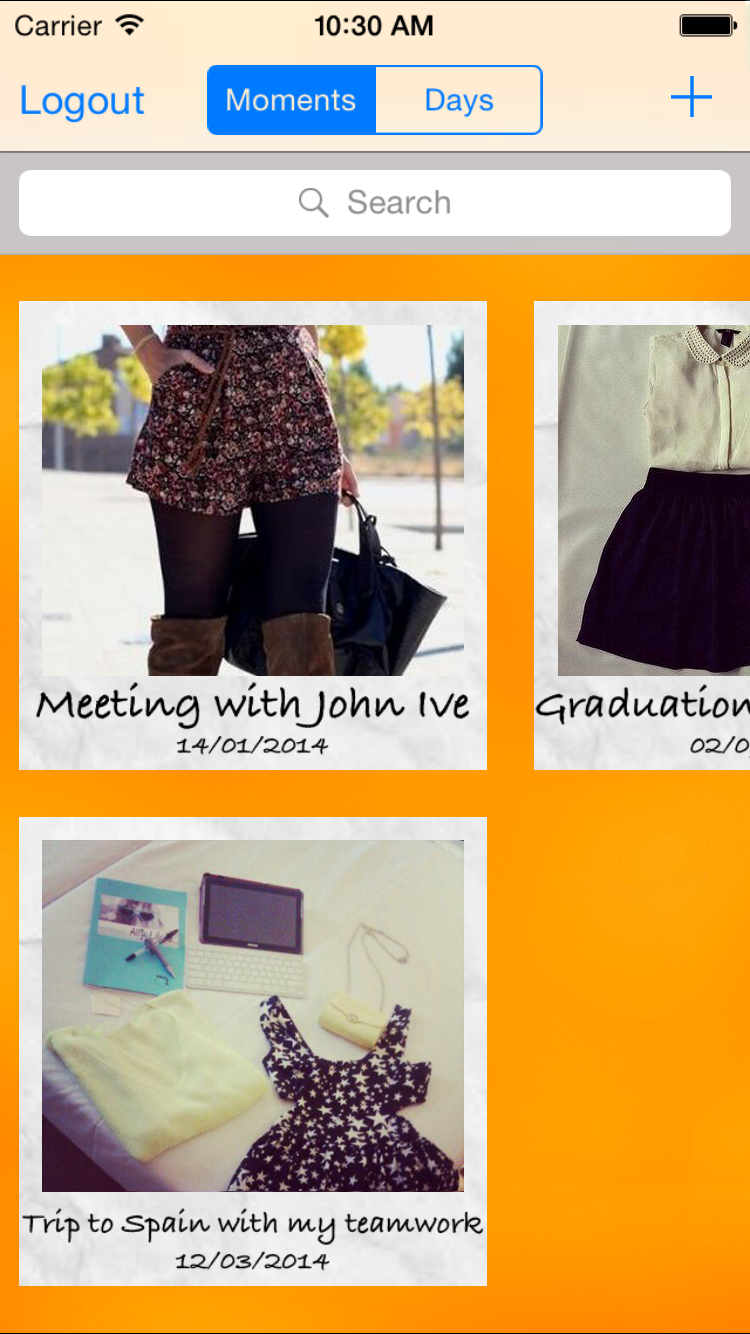 Carrier 10:30 AM
Logout Moments Days +
Search
Meeting with John Ive
14/01/2014
Graduation
02/0
Trip to Spain with my teamwork
12/03/2014